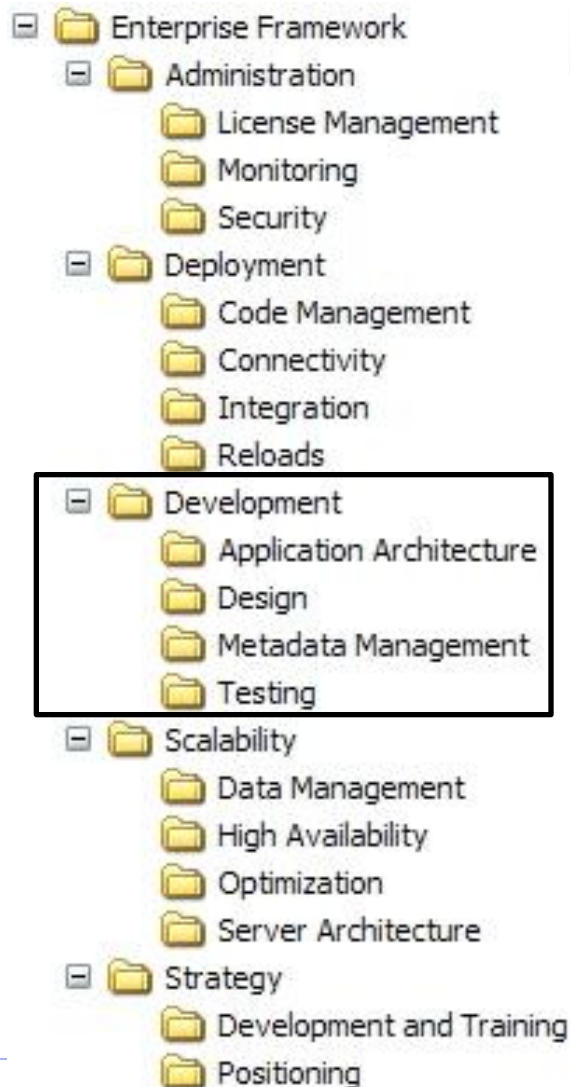 Enterprise Framework
Administration
License Management
Monitoring
Security
Deployment
Code Management
Connectivity
Integration
Reloads
Development
Application Architecture
Design
Metadata Management
Testing
Scalability
Data Management
High Availability
Optimization
Server Architecture
Strategy
Development and Training
Positioning